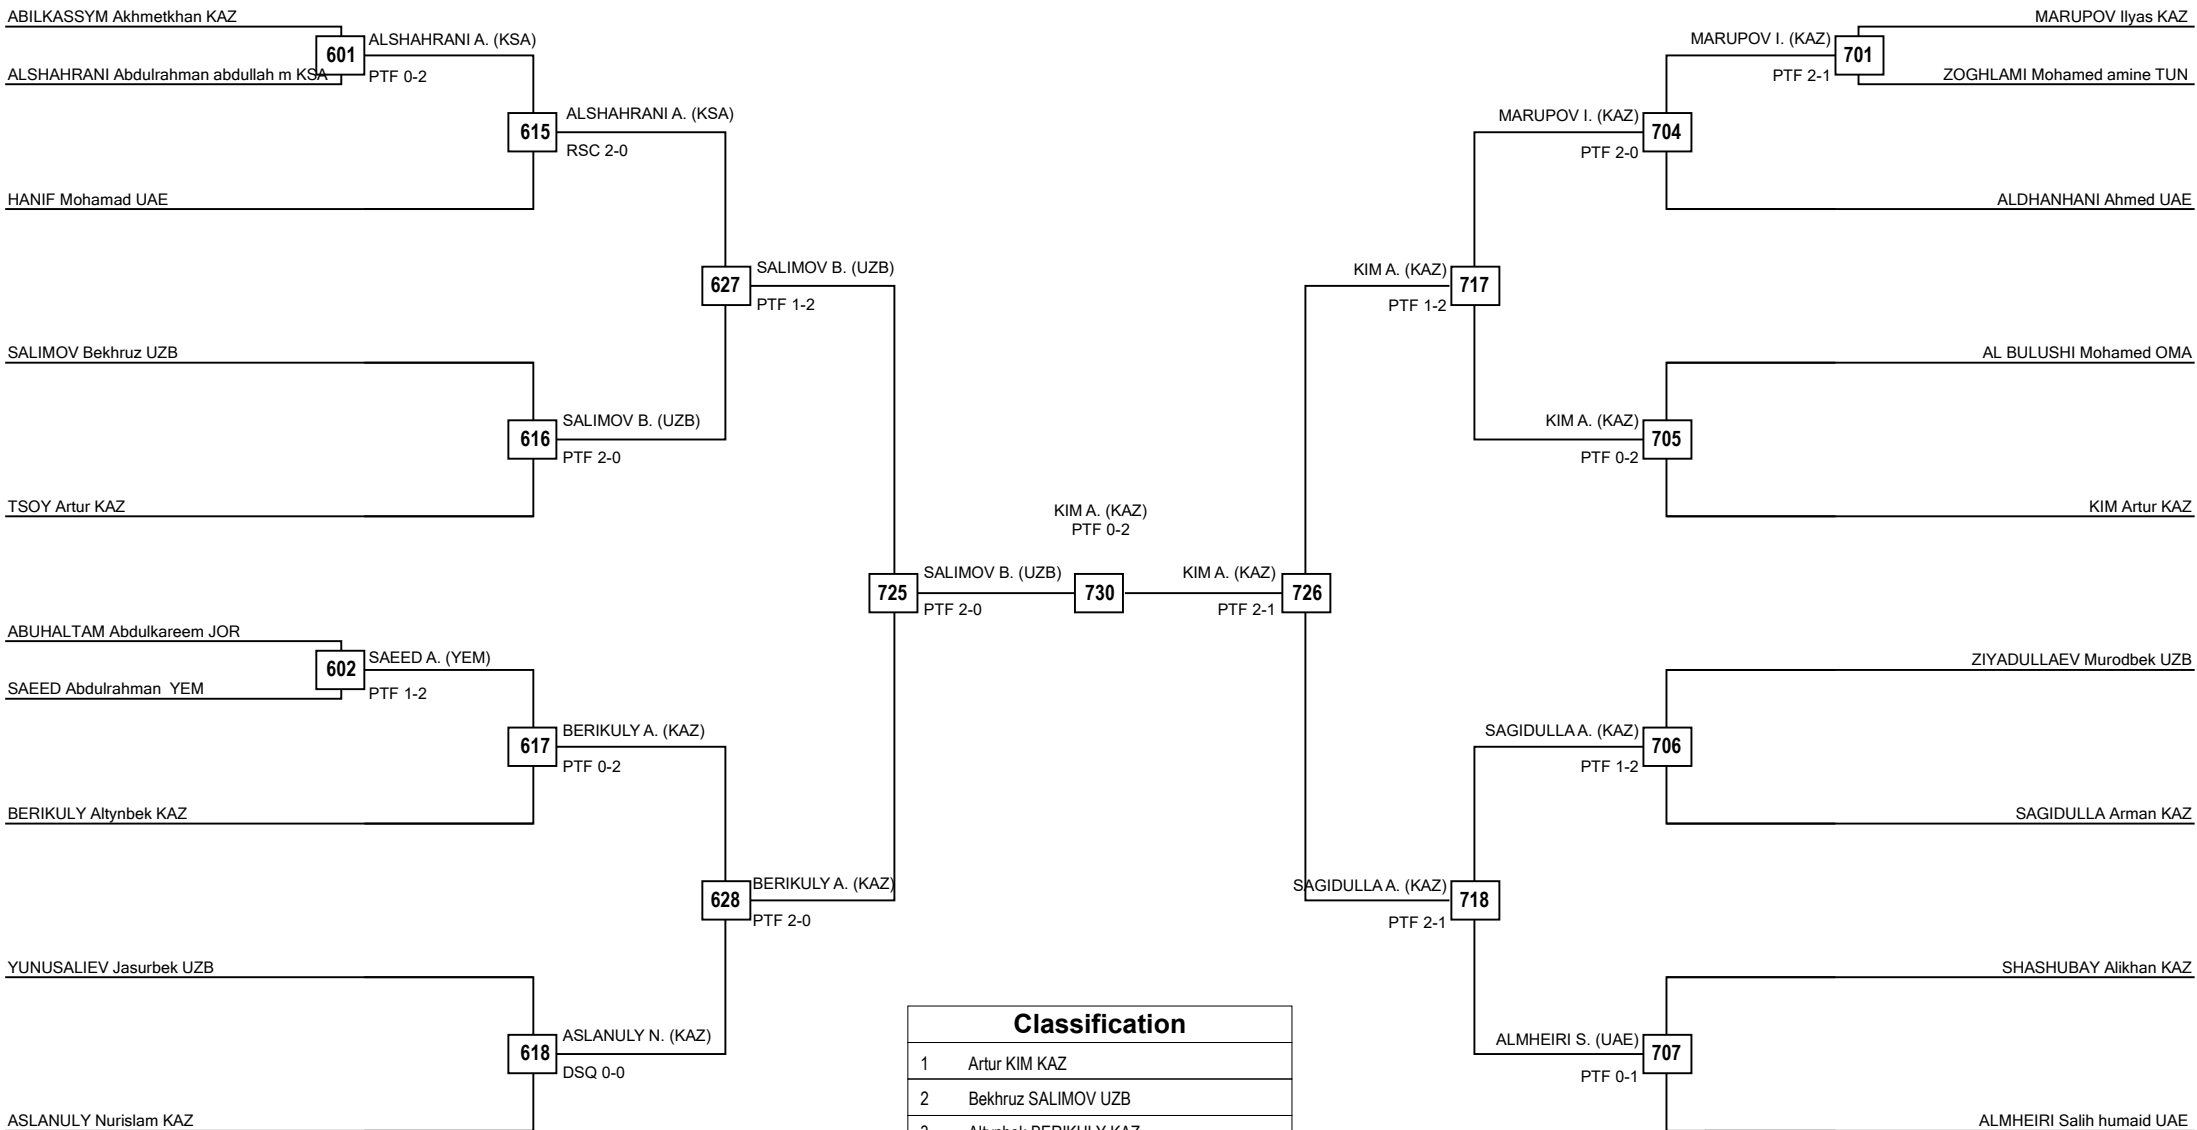 ABILKASSYM Akhmetkhan KAZ
601
ALSHAHRANI A. (KSA)
ALSHAHRANI Abdulrahman abdullah m KSA
PTF 0-2
615
ALSHAHRANI A. (KSA)
RSC 2-0
HANIF Mohamad UAE
627
SALIMOV B. (UZB)
PTF 1-2
SALIMOV Bekhruz UZB
616
SALIMOV B. (UZB)
PTF 2-0
TSOY Artur KAZ
725
SALIMOV B. (UZB)
PTF 2-0
ABUHALTAM Abdulkareem JOR
602
SAEED A. (YEM)
SAEED Abdulrahman YEM
PTF 1-2
617
BERIKULY A. (KAZ)
PTF 0-2
BERIKULY Altynbek KAZ
628
BERIKULY A. (KAZ)
PTF 2-0
YUNUSALIEV Jasurbek UZB
618
ASLANULY N. (KAZ)
DSQ 0-0
ASLANULY Nurislam KAZ
KIM A. (KAZ)
PTF 0-2
730
MARUPOV Ilyas KAZ
MARUPOV I. (KAZ)
701
PTF 2-1
ZOGHLAMI Mohamed amine TUN
MARUPOV I. (KAZ)
704
PTF 2-0
ALDHANHANI Ahmed UAE
KIM A. (KAZ)
717
PTF 1-2
AL BULUSHI Mohamed OMA
KIM A. (KAZ)
705
PTF 0-2
KIM Artur KAZ
KIM A. (KAZ)
726
PTF 2-1
ZIYADULLAEV Murodbek UZB
SAGIDULLA A. (KAZ)
706
PTF 1-2
SAGIDULLA Arman KAZ
SAGIDULLA A. (KAZ)
718
PTF 2-1
SHASHUBAY Alikhan KAZ
ALMHEIRI S. (UAE)
707
PTF 0-1
ALMHEIRI Salih humaid UAE
Classification
1 Artur KIM KAZ
2 Bekhruz SALIMOV UZB
3 Altynbek BERIKULY KAZ